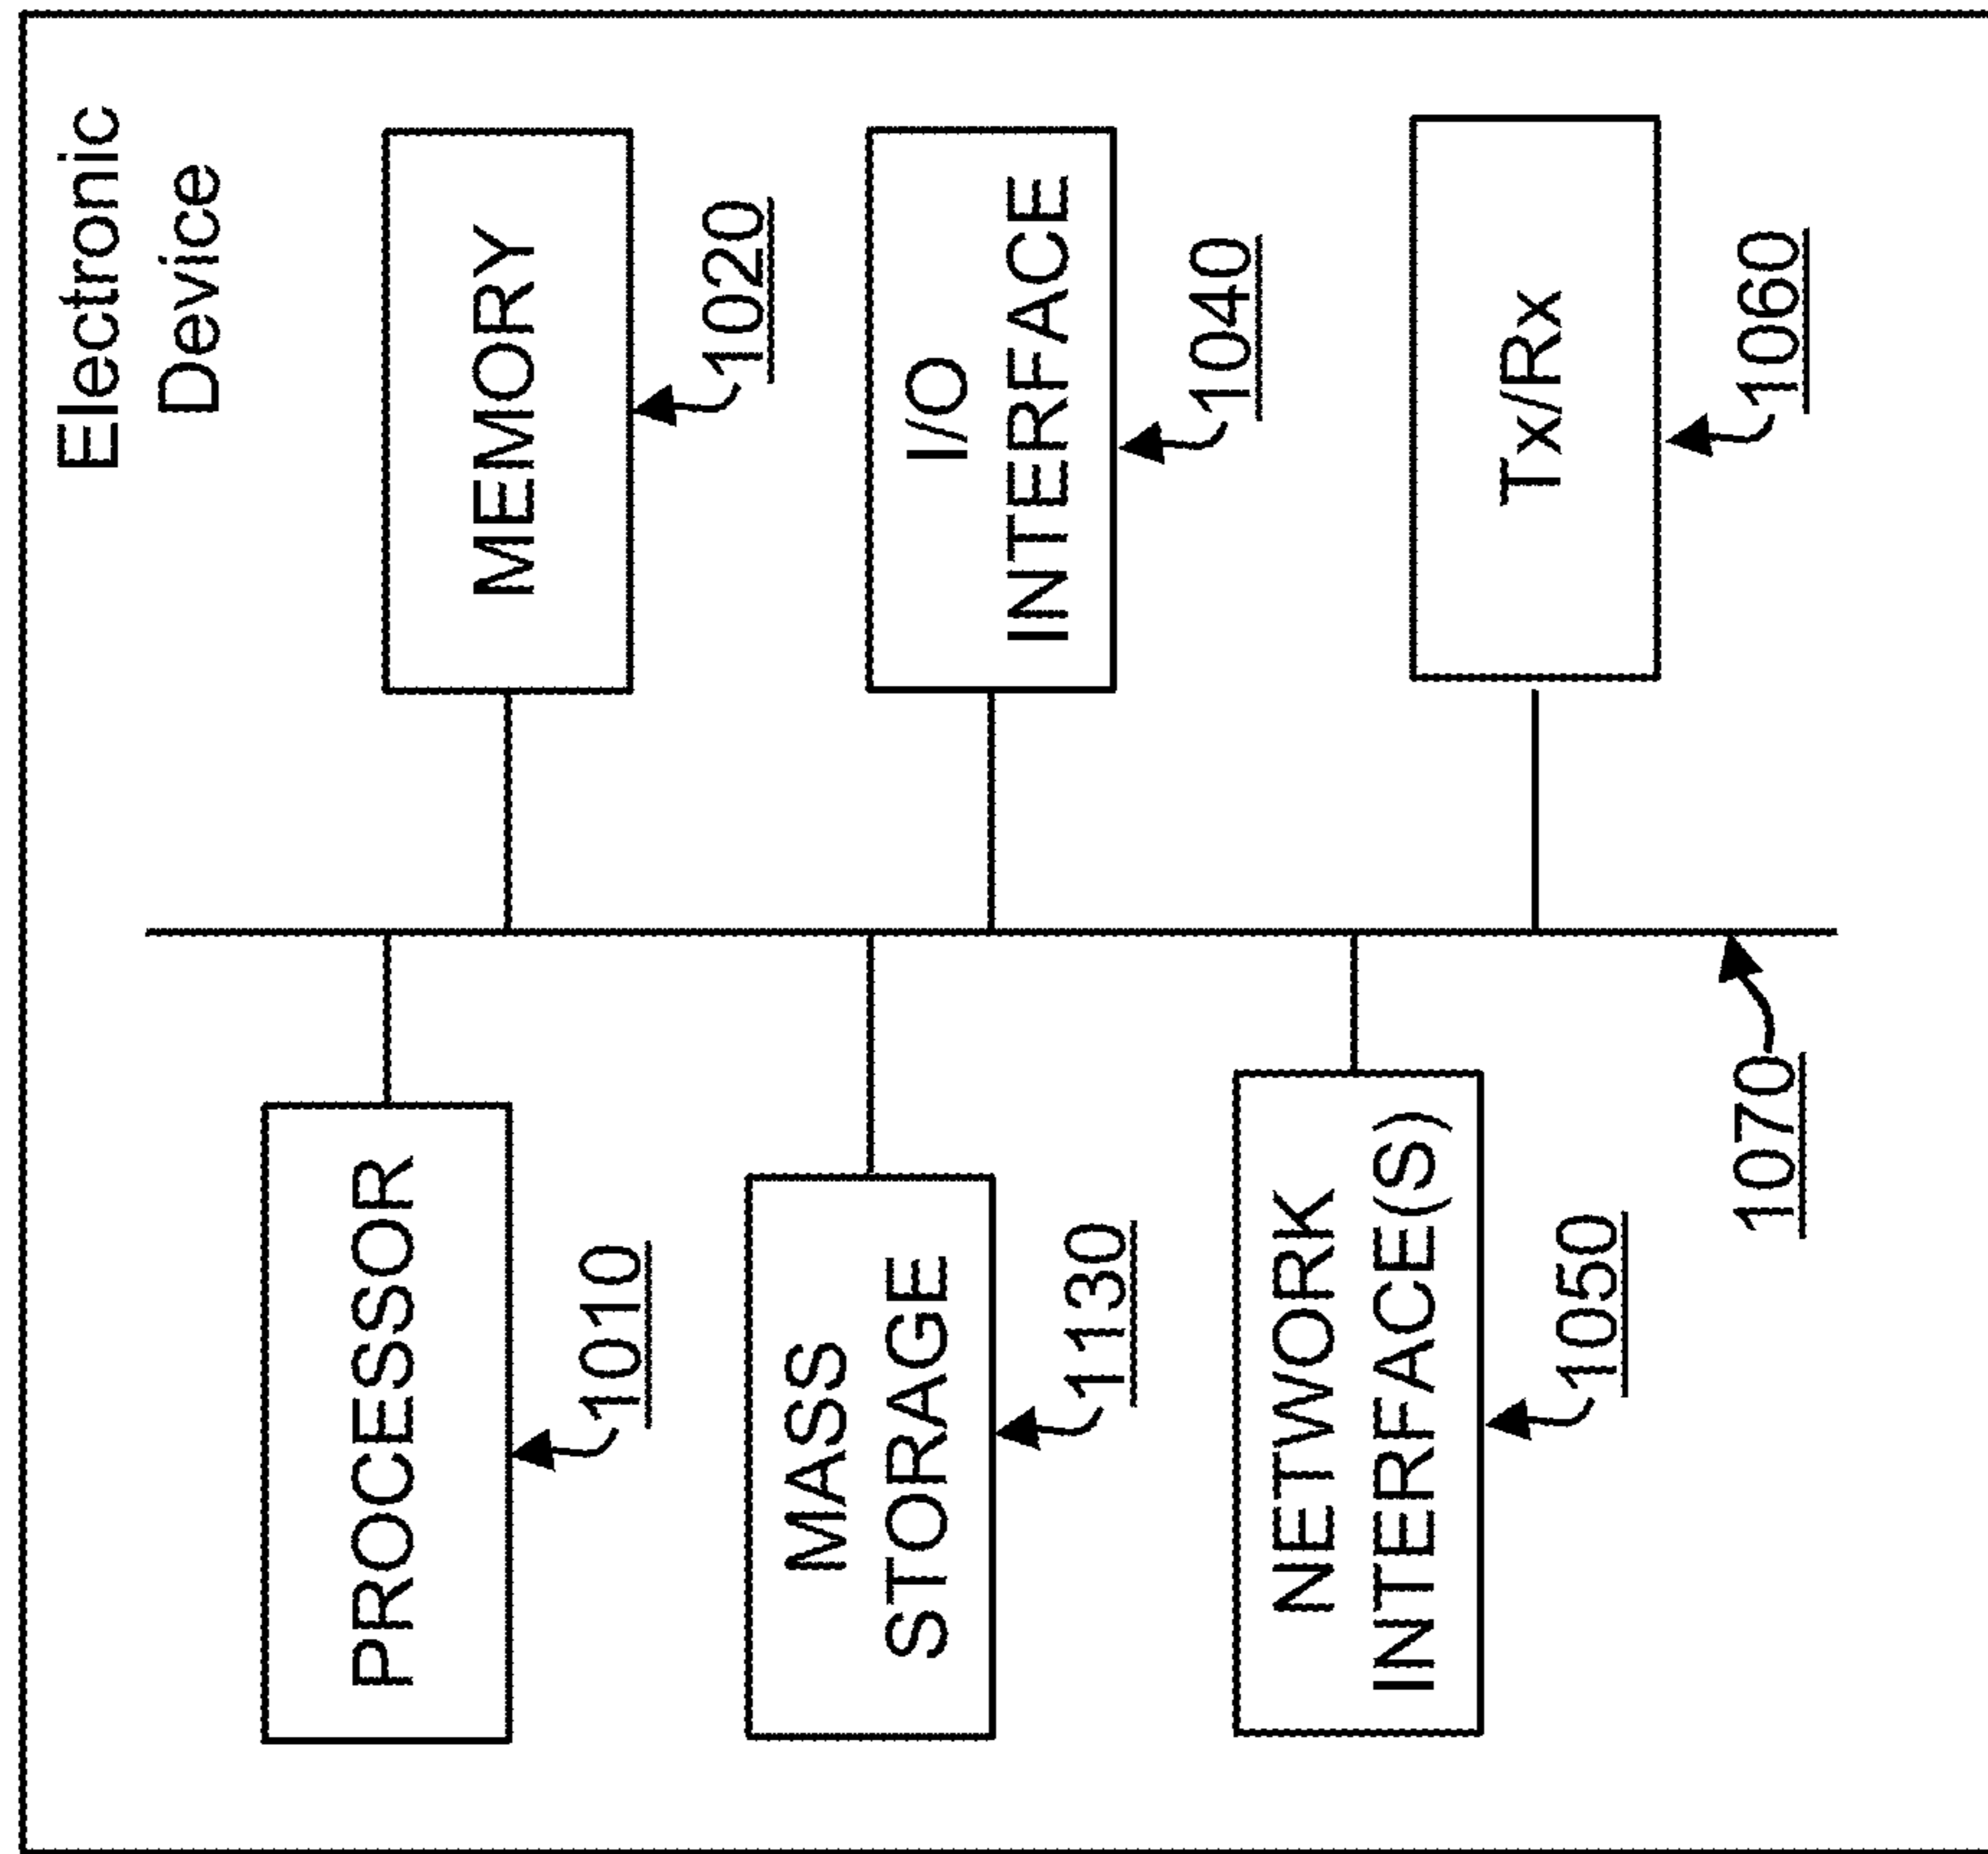 Electronic
Device
PROCESSOR
1010
MEMORY
1020
MASS
STORAGE
1130
I/O
INTERFACE
1040
NETWORK
INTERFACE(S)
1050
Tx/Rx
1060
1070